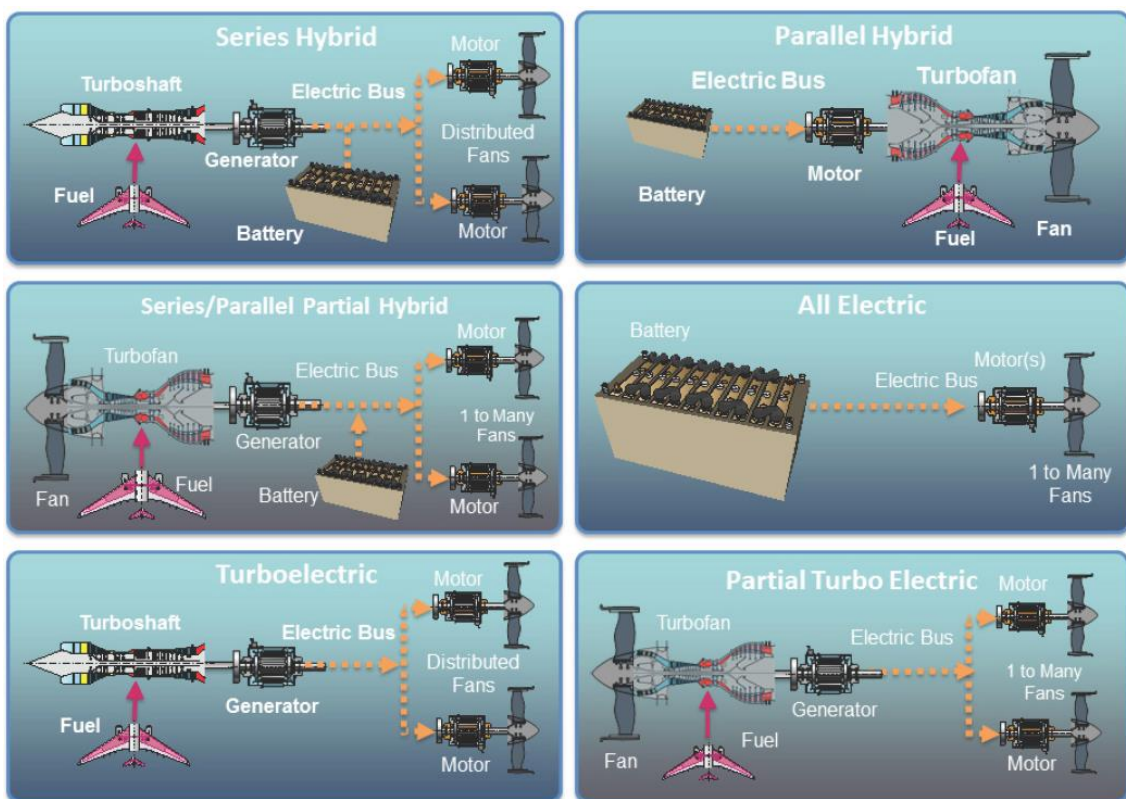 Series Hybrid
Motor
Turboshaft
Electric Bus
Distributed
Fans
Generator
Fuel
Battery
Motor
Parallel Hybrid
Electric Bus
Turbofan
Motor
Battery
Fuel
Fan
Series/Parallel Partial Hybrid
Motor
Turbofan
Electric Bus
1 to Many
Fans
Generator
Fuel
Fan
Battery
Motor
All Electric
Battery
Motor(s)
Electric Bus
1 to Many
Fans
Turboelectric
Motor
Turboshaft
Electric Bus
Distributed
Fans
Generator
Fuel
Motor
Partial Turbo Electric
Motor
Turbofan
Electric Bus
1 to Many
Fans
Generator
Fuel
Fan
Motor